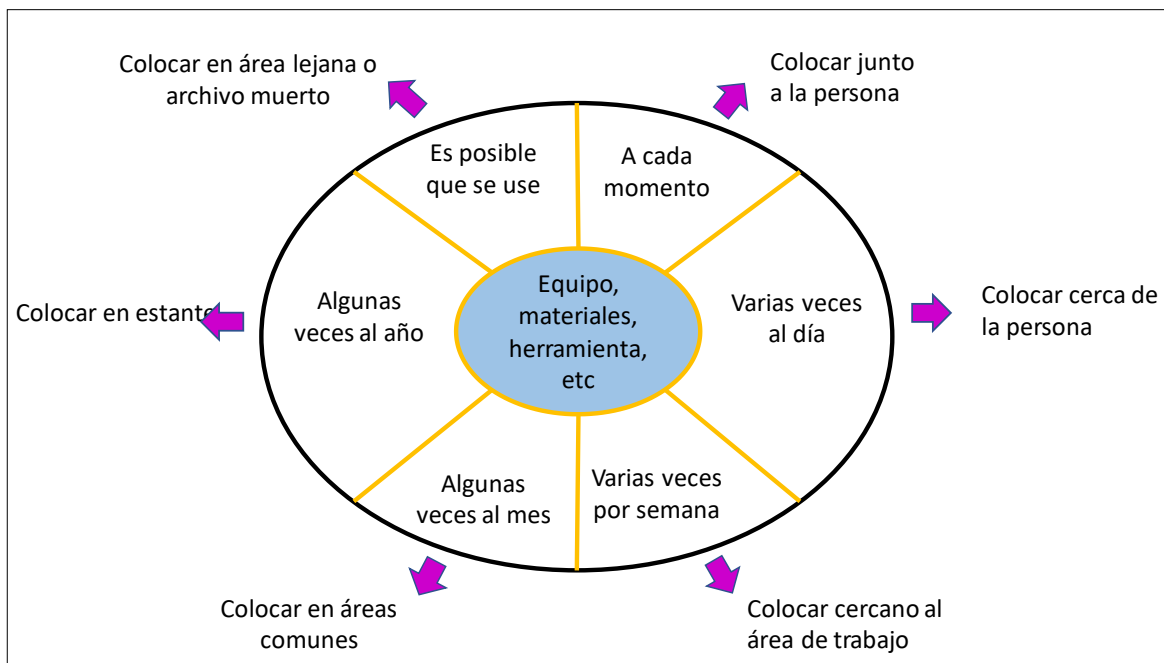 Colocar en área lejana o
archivo muerto
Colocar junto
a la persona
Es posible
que se use
A cada
momento
Colocar en estante
Algunas
veces al año
Equipo,
materiales,
herramienta,
etc
Varias veces
al día
Colocar cerca de
la persona
Algunas
veces al mes
Varias veces
por semana
Colocar en áreas
comunes
Colocar cercano al
área de trabajo